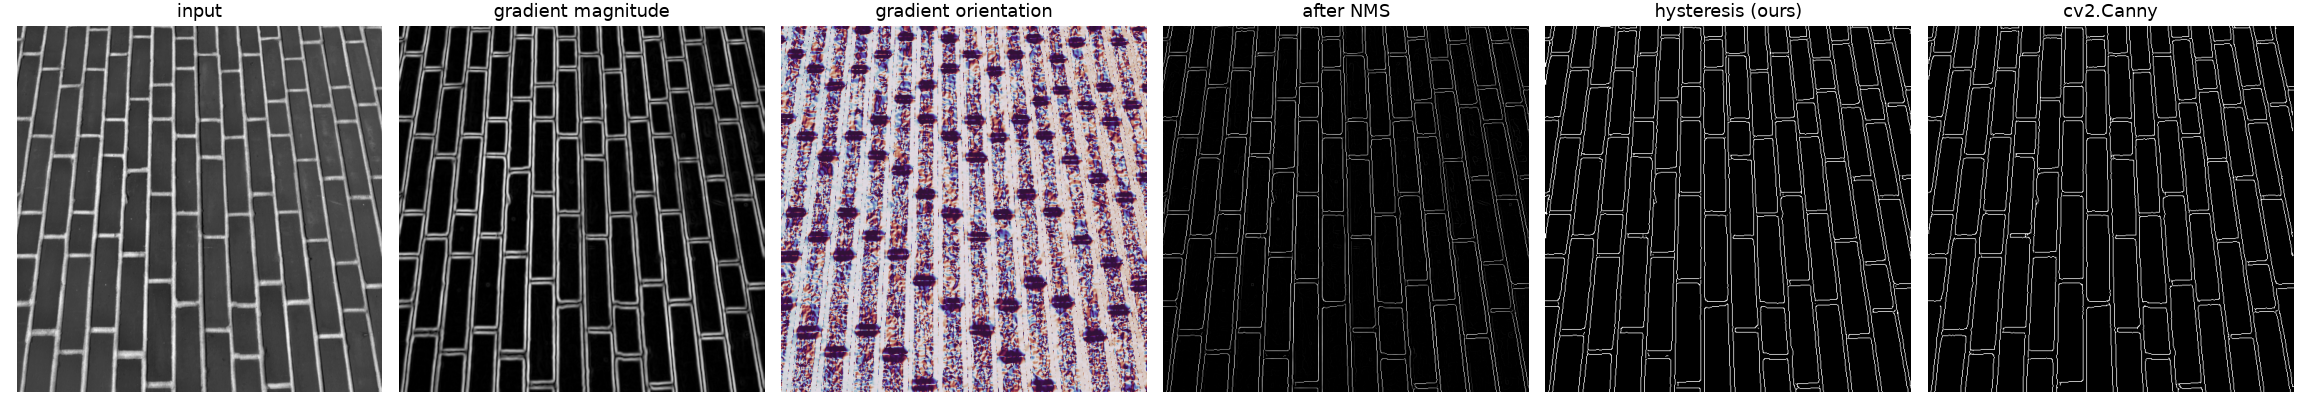 input
gradient magnitude
gradient orientation
after NMS
hysteresis (ours)
cv2.Canny